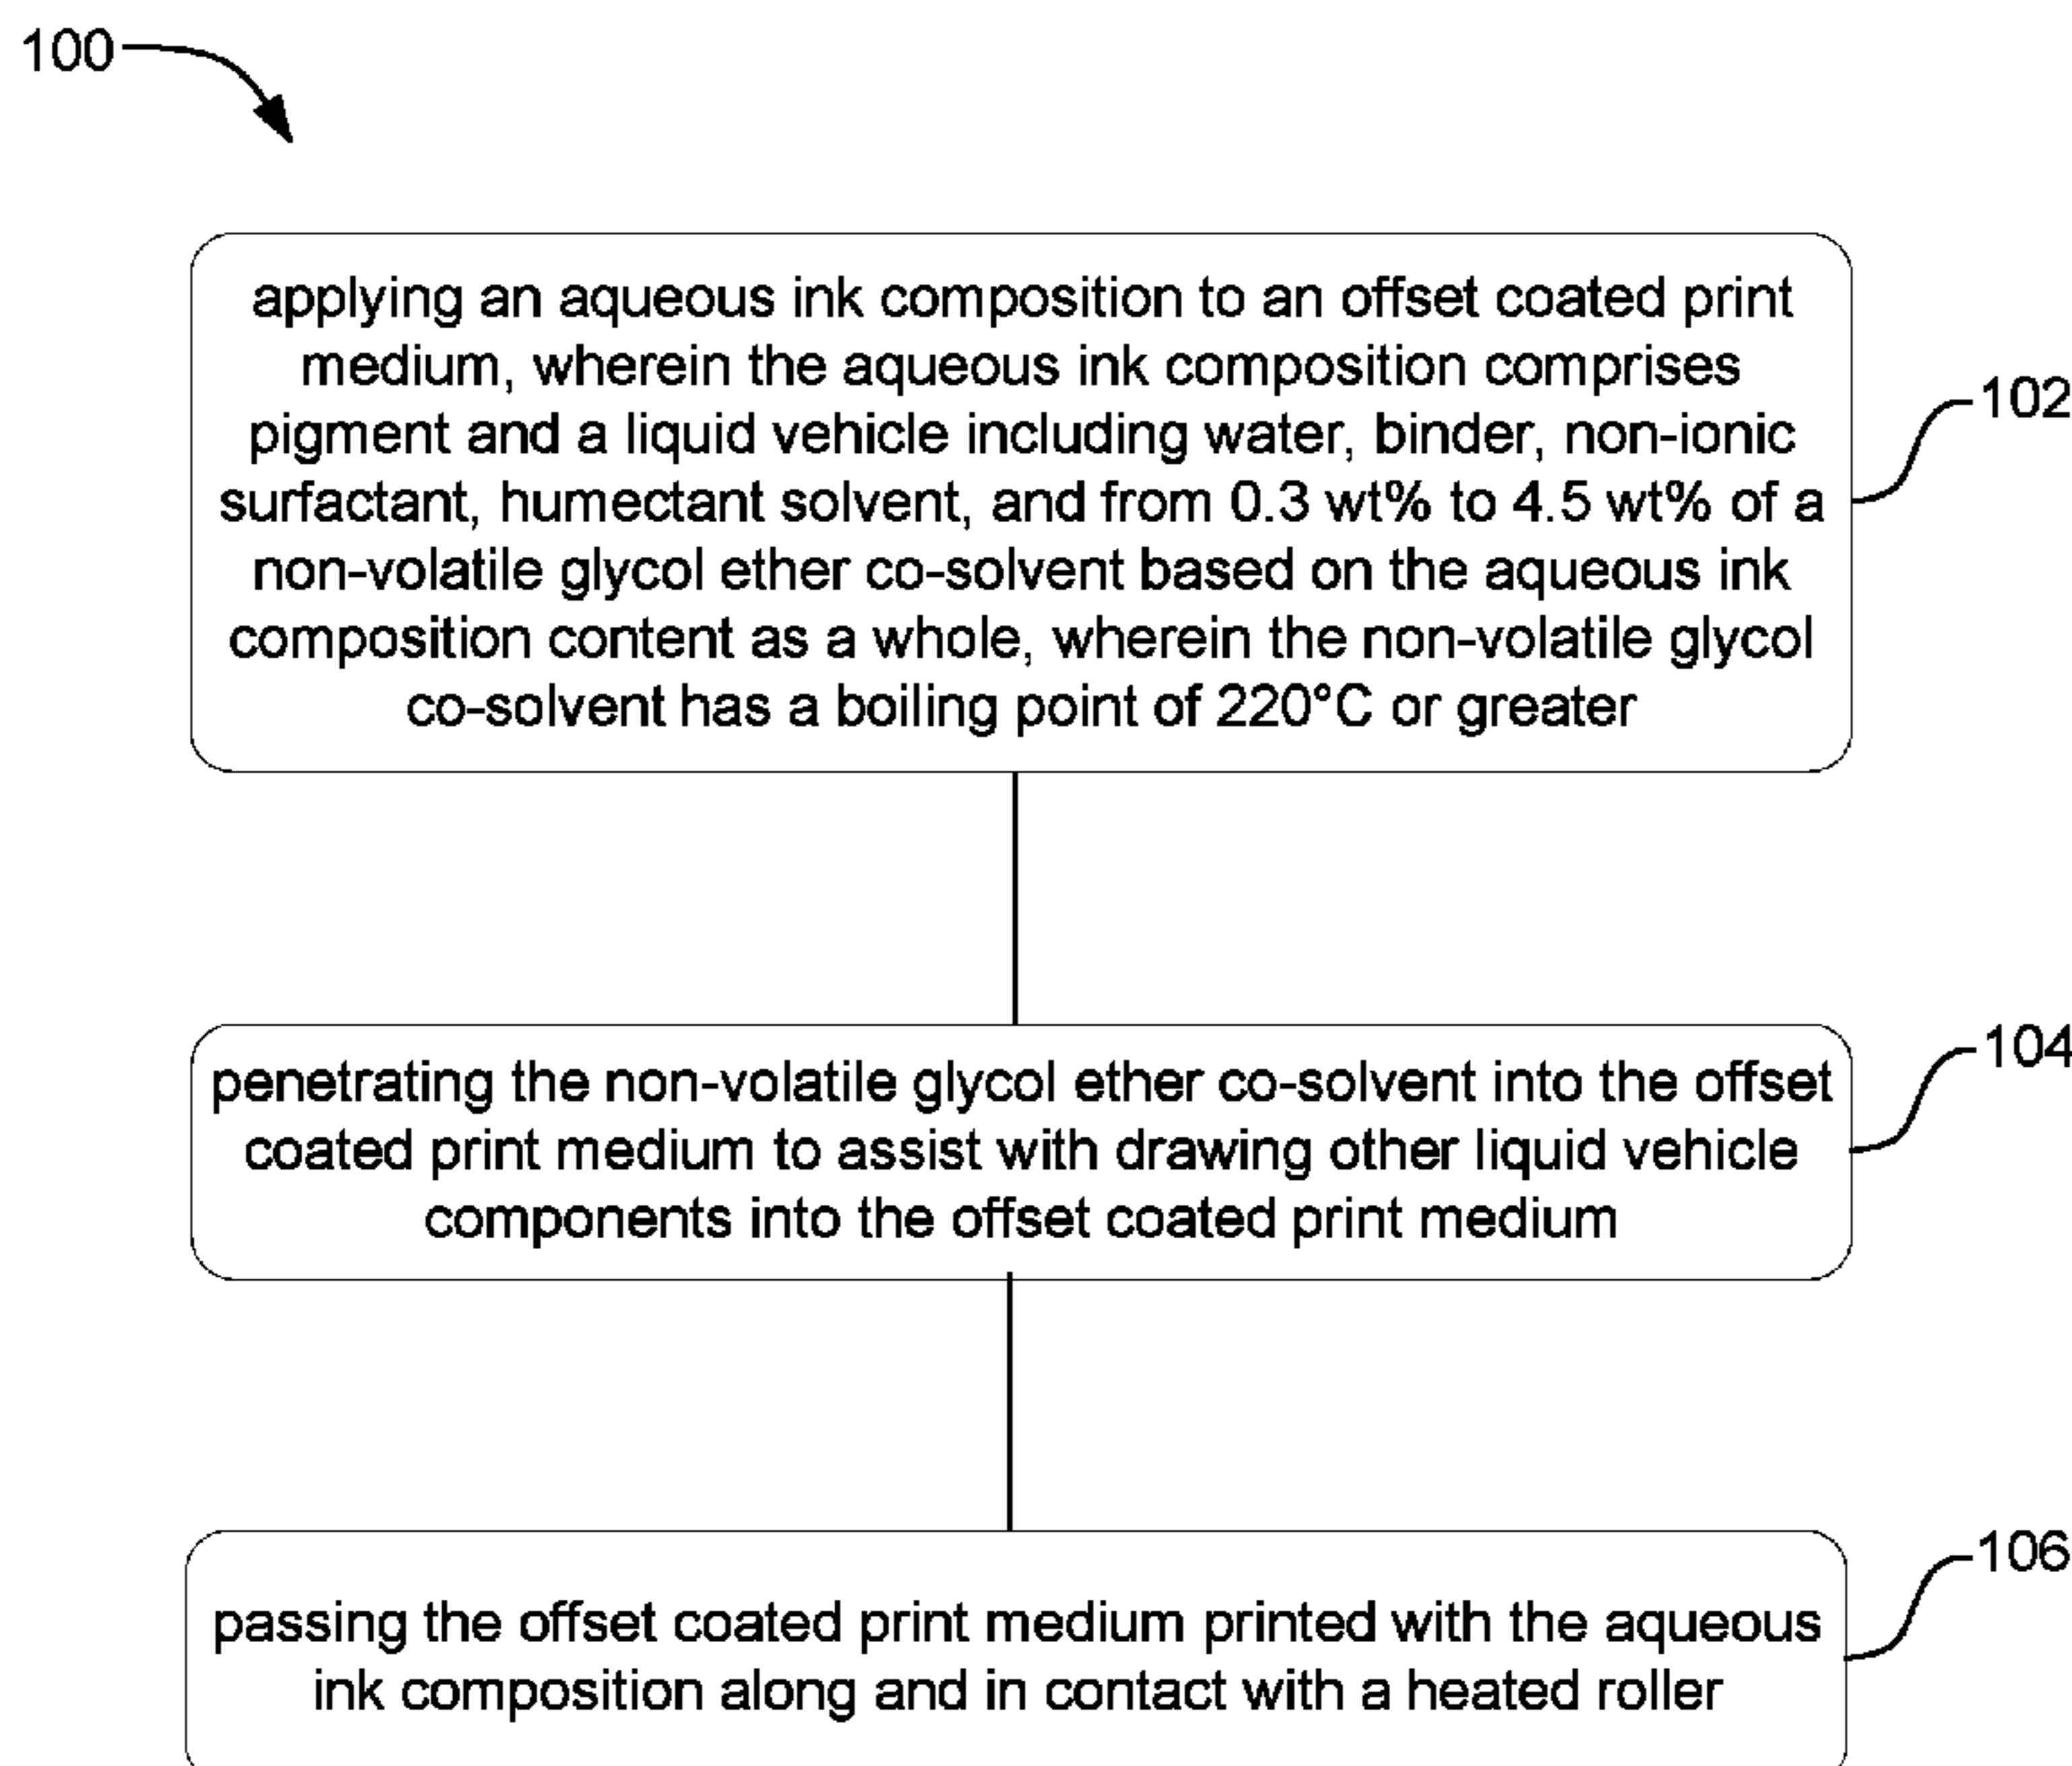 100
applying an aqueous ink composition to an offset coated print
medium, wherein the aqueous ink composition comprises
pigment and a liquid vehicle including water, binder, non-ionic
surfactant, humectant solvent, and from 0.3 wt% to 4.5 wt% of a
non-volatile glycol ether co-solvent based on the aqueous ink
composition content as a whole, wherein the non-volatile glycol
co-solvent has a boiling point of 220°C or greater
102
penetrating the non-volatile glycol ether co-solvent into the offset
coated print medium to assist with drawing other liquid vehicle
components into the offset coated print medium
104
passing the offset coated print medium printed with the aqueous
ink composition along and in contact with a heated roller
106